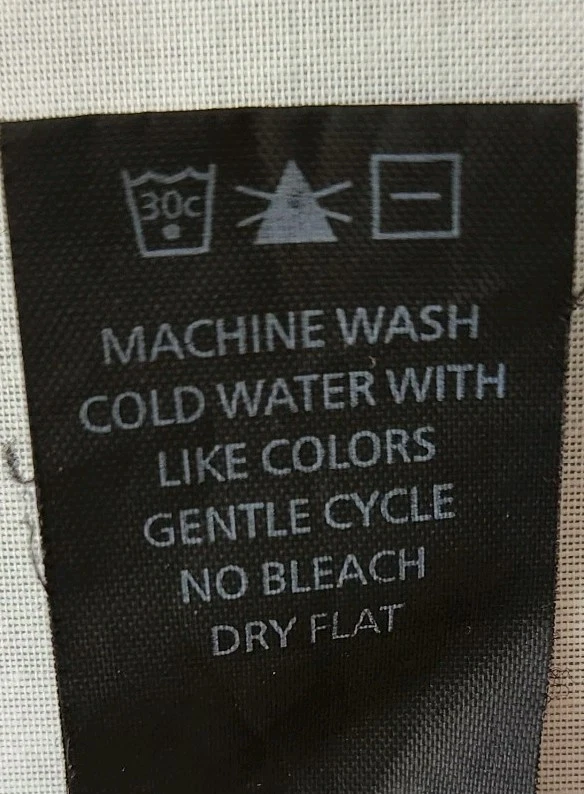 30c
MACHINE WASH
COLD WATER WITH
LIKE COLORS
GENTLE CYCLE
NO BLEACH
DRY FLAT